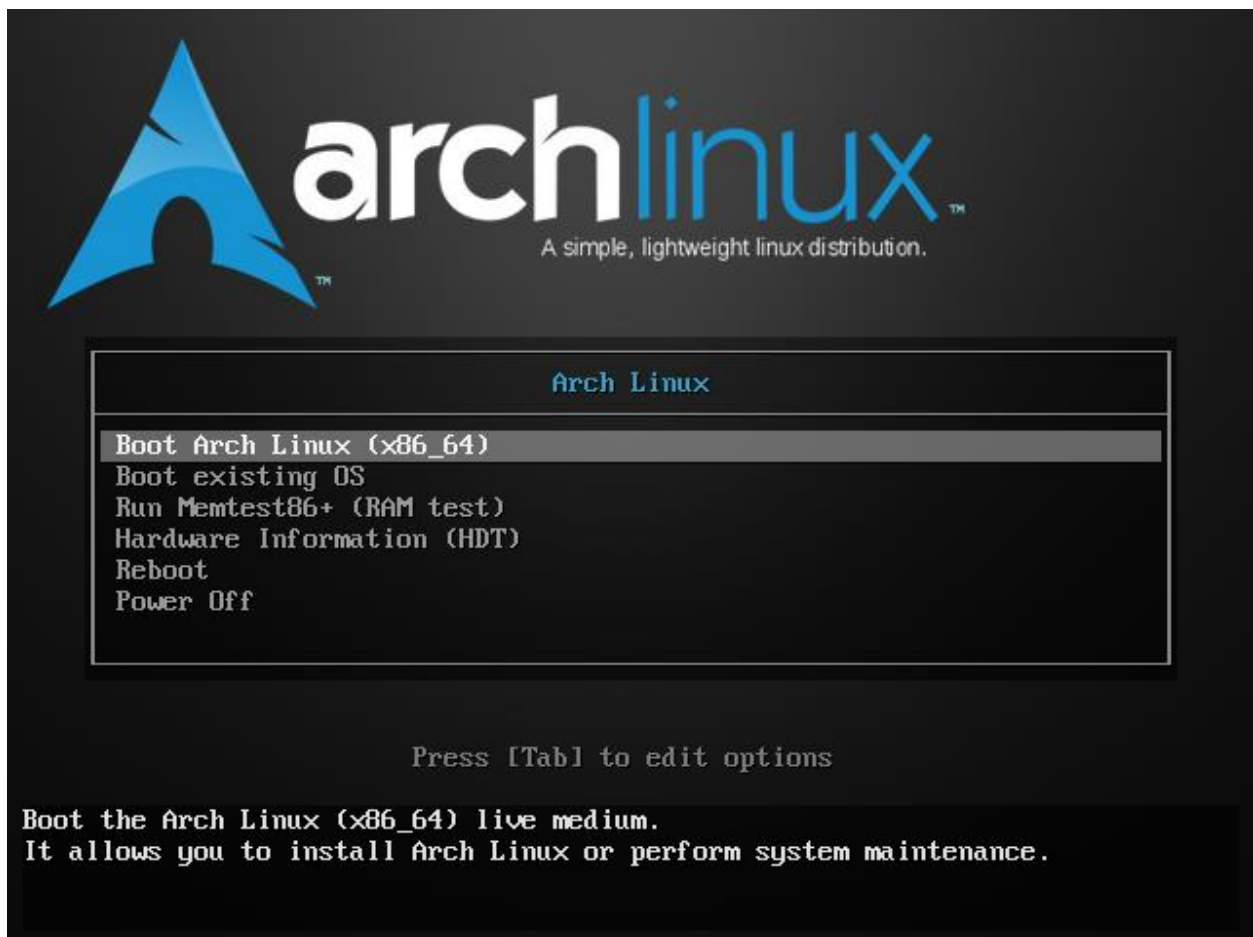 archlinux™
A simple, lightweight linux distribution.
™
Arch Linux
Boot Arch Linux (x86_64)
Boot existing OS
Run Memtest86+ (RAM test)
Hardware Information (HDT)
Reboot
Power Off
Press [Tab] to edit options
Boot the Arch Linux (x86_64) live medium.
It allows you to install Arch Linux or perform system maintenance.